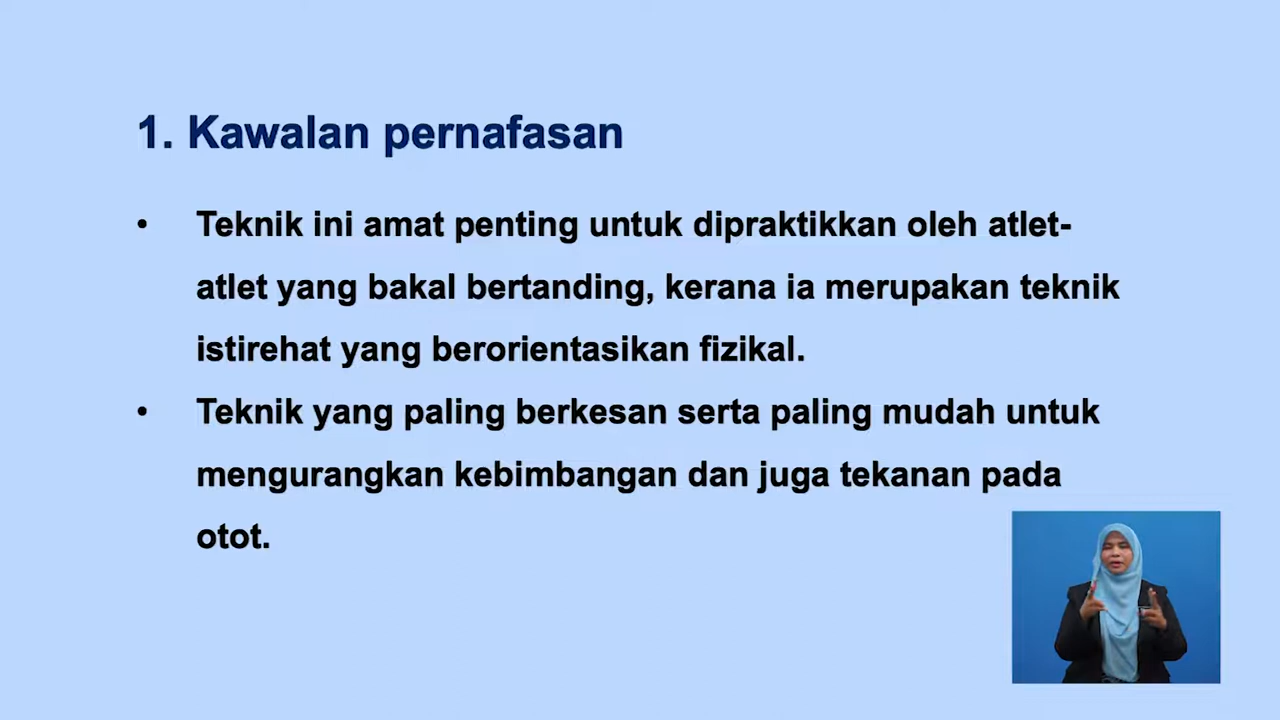 1. Kawalan pernafasan
• Teknik ini amat penting untuk dipraktikkan oleh atlet-
atlet yang bakal bertanding, kerana ia merupakan teknik
istirehat yang berorientasikan fizikal.
• Teknik yang paling berkesan serta paling mudah untuk
mengurangkan kebimbangan dan juga tekanan pada
otot.